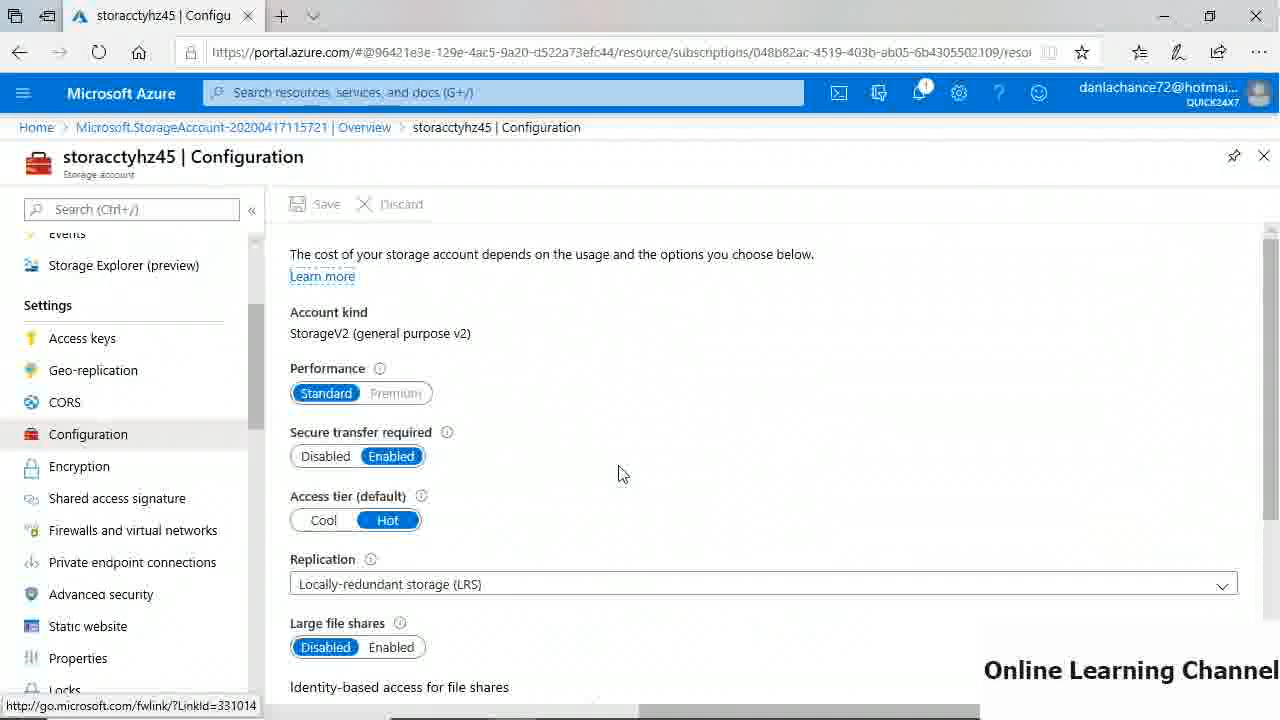 storacctyhz45 | Configu
https://portal.azure.com/#@96421e3e-129e-4ac5-9a20-d522a73efc44/resource/subscriptions/048b82ac-4519-403b-ab05-6b4305502109/resou
Microsoft Azure
Search resources, services, and docs (G+/)
1
danlachance72@hotmai...
QUICK24X7
Home > Microsoft.StorageAccount-20200417115721 | Overview > storacctyhz45 | Configuration
storacctyhz45 | Configuration
Storage account
Search (Ctrl+/)
«
Save
Discard
Events
Storage Explorer (preview)
Settings
Access keys
Geo-replication
CORS
Configuration
Encryption
Shared access signature
Firewalls and virtual networks
Private endpoint connections
Advanced security
Static website
Properties
Locks
http://go.microsoft.com/fwlink/?LinkId=331014
The cost of your storage account depends on the usage and the options you choose below.
Learn more
Account kind
StorageV2 (general purpose v2)
Performance
Standard Premium
Secure transfer required
Disabled Enabled
Access tier (default)
Cool Hot
Replication
Locally-redundant storage (LRS)
Large file shares
Disabled Enabled
Identity-based access for file shares
Online Learning Channel